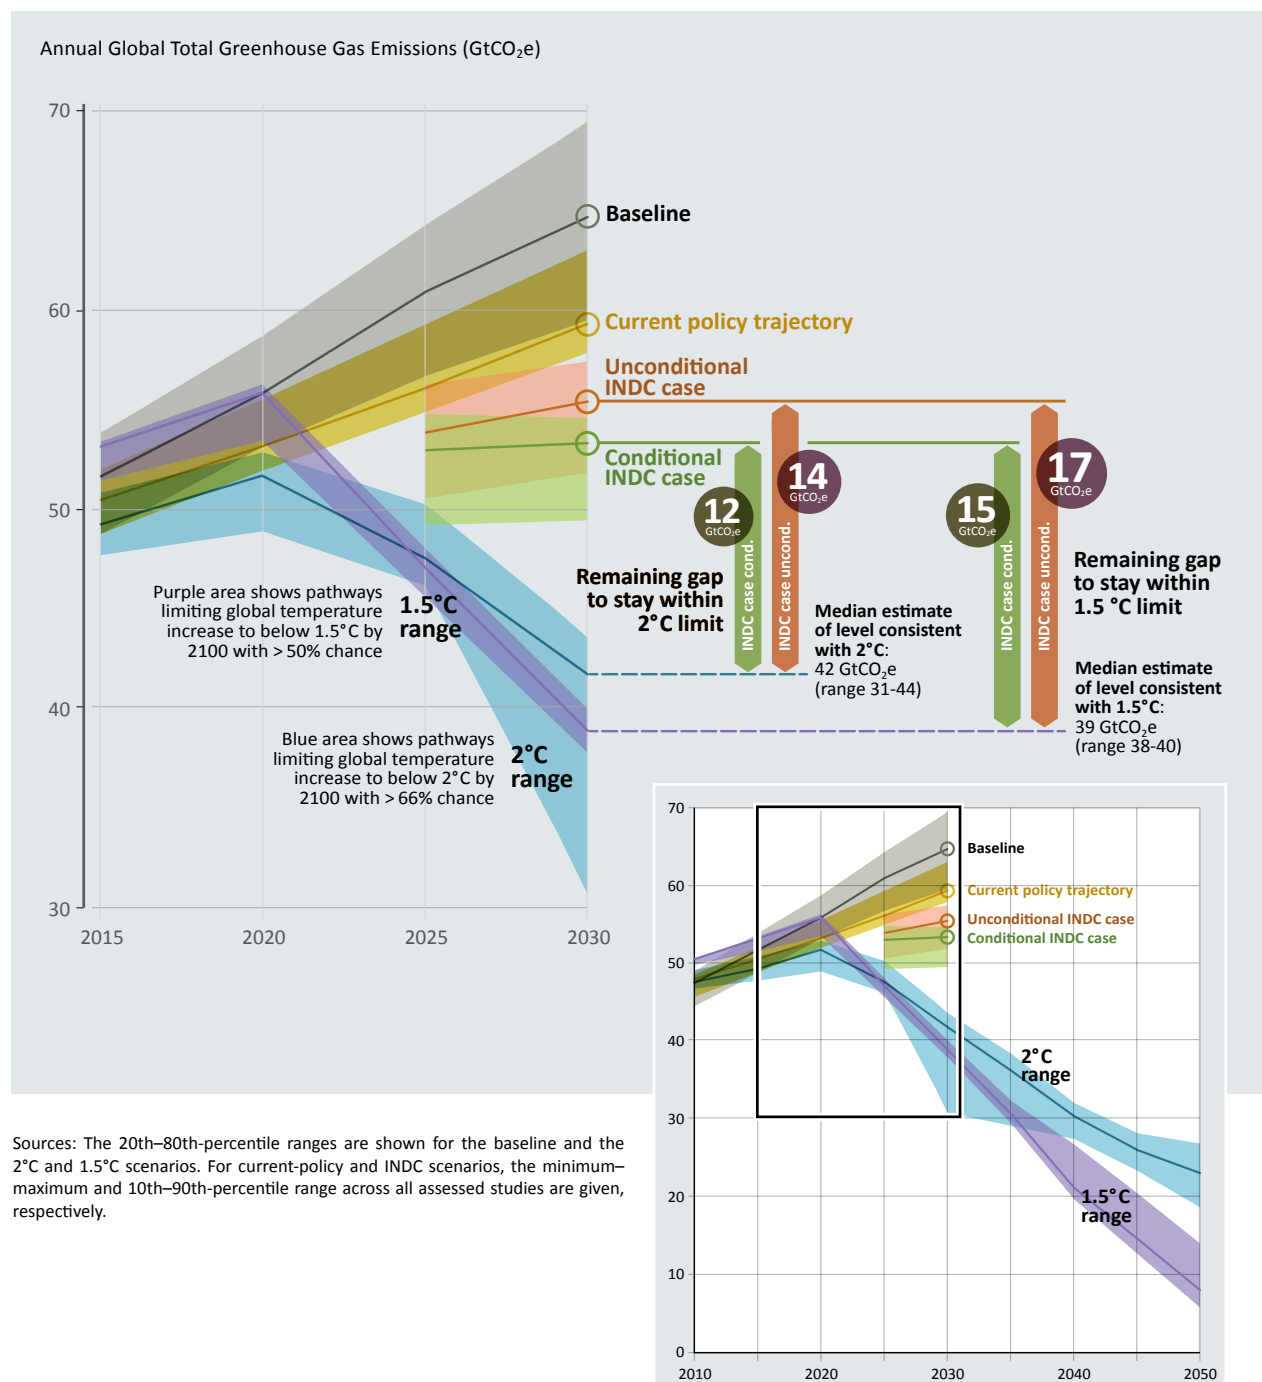 Annual Global Total Greenhouse Gas Emissions (GtCO₂e)
70
60
50
40
30
2015
2020
2025
2030
Baseline
Current policy trajectory
Unconditional
INDC case
Conditional
INDC case
12
GtCO₂e
14
GtCO₂e
15
GtCO₂e
17
GtCO₂e
INDC case cond.
INDC case uncond.
INDC case cond.
INDC case uncond.
Remaining gap
to stay within
2°C limit
Remaining gap
to stay within
1.5 °C limit
Median estimate
of level consistent
with 2°C:
42 GtCO₂e
(range 31-44)
Median estimate
of level consistent
with 1.5°C:
39 GtCO₂e
(range 38-40)
Purple area shows pathways
limiting global temperature
increase to below 1.5°C by
2100 with > 50% chance
1.5°C
range
Blue area shows pathways
limiting global temperature
increase to below 2°C by
2100 with > 66% chance
2°C
range
70
60
50
40
30
20
10
0
2010
2020
2030
2040
2050
Baseline
Current policy trajectory
Unconditional INDC case
Conditional INDC case
2°C
range
1.5°C
range
Sources: The 20th–80th-percentile ranges are shown for the baseline and the
2°C and 1.5°C scenarios. For current-policy and INDC scenarios, the minimum–
maximum and 10th–90th-percentile range across all assessed studies are given,
respectively.